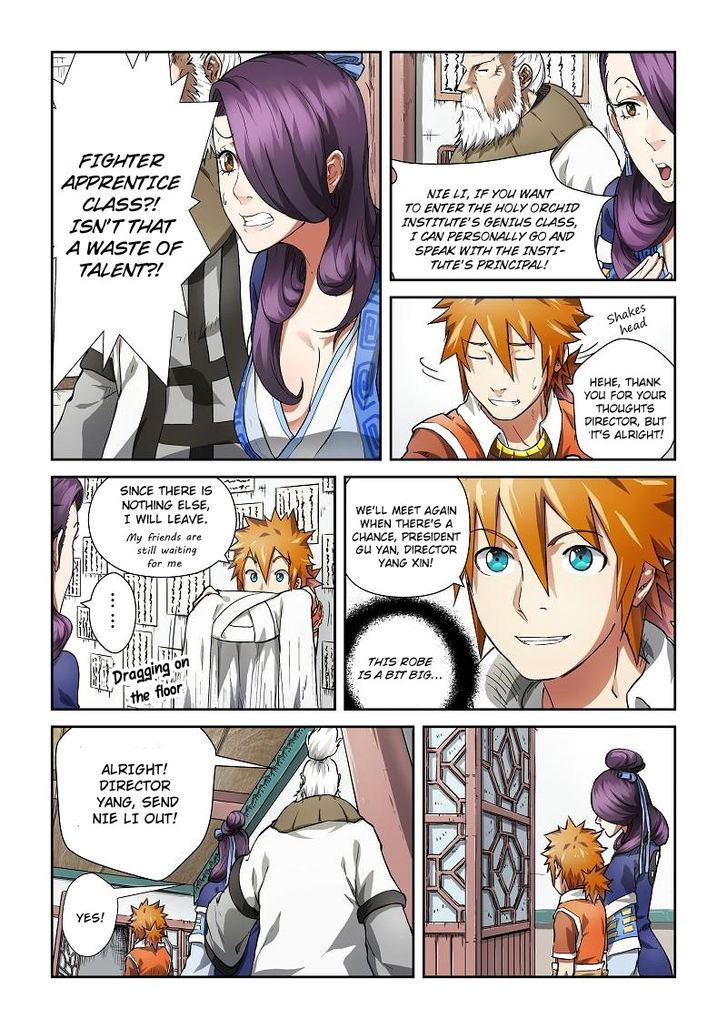 FIGHTER
APPRENTICE
CLASS?!
ISN'T THAT
A WASTE OF
TALENT?!
NIE LI, IF YOU WANT
TO ENTER THE HOLY ORCHID
INSTITUTE'S GENIUS CLASS,
I CAN PERSONALLY GO AND
SPEAK WITH THE INSTI-
TUTE'S PRINCIPAL!
Shakes
head
HEHE, THANK
YOU FOR YOUR
THOUGHTS
DIRECTOR, BUT
IT'S ALRIGHT!
SINCE THERE IS
NOTHING ELSE,
I WILL LEAVE.
My friends are
still waiting
for me
......
Dragging on
the floor
WE'LL MEET AGAIN
WHEN THERE'S A
CHANCE, PRESIDENT
GU YAN, DIRECTOR
YANG XIN!
THIS ROBE
IS A BIT BIG...
ALRIGHT!
DIRECTOR
YANG, SEND
NIE LI OUT!
YES!